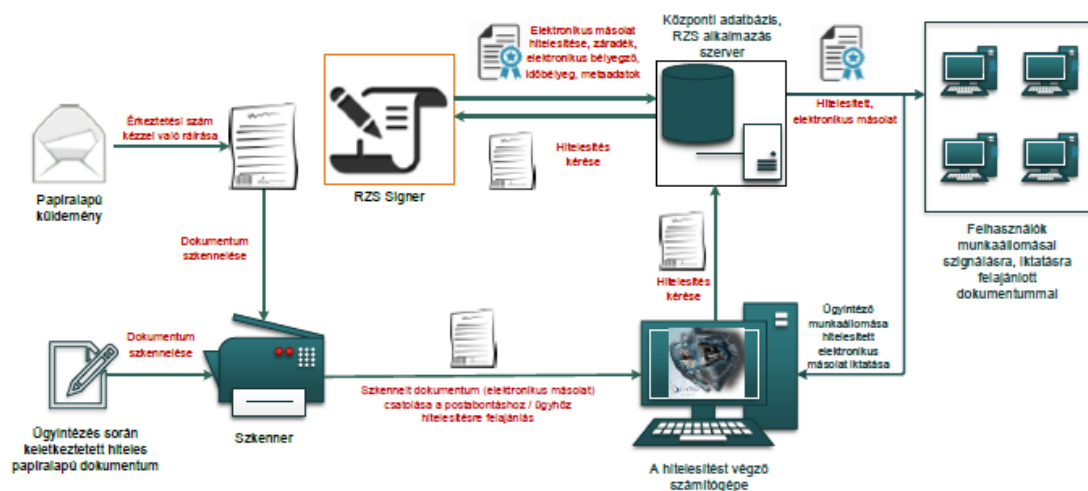 Központi adatbázis,
RZS alkalmazás
szerver
Elektronikus másolat
hitelesítése, záradék,
elektronikus bélyegző,
időbélyeg, metaadatok
Érkeztetési szám
kézzel való ráírása
Hitelesített,
elektronikus másolat
Hitelesítés
kérése
Papíralapú
küldemény
RZS Signer
Felhasználók
munkaállomásai
szignálásra, iktatásra
felajánlott
dokumentummal
Dokumentum
szkennelése
Hitelesítés
kérése
Ügyintéző
munkaállomása
hitelesített
elektronikus
másolat iktatása
Dokumentum
szkennelése
Szkennelt dokumentum (elektronikus másolat)
csatolása a postabontáshoz / ügyhöz
hitelesítésre felajánlás
Ügyintézés során
keletkeztetett hiteles
papíralapú dokumentum
Szkenner
A hitelesítést végző
számítógépe